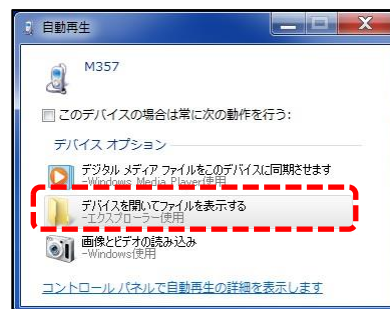 自動再生
M357
このデバイスの場合は常に次の動作を行う:
デバイス オプション
デジタル メディア ファイルをこのデバイスに同期させます
-Windows Media Player使用
デバイスを開いてファイルを表示する
-エクスプローラー使用
画像とビデオの読み込み
-Windows使用
コントロール パネルで自動再生の詳細を表示します